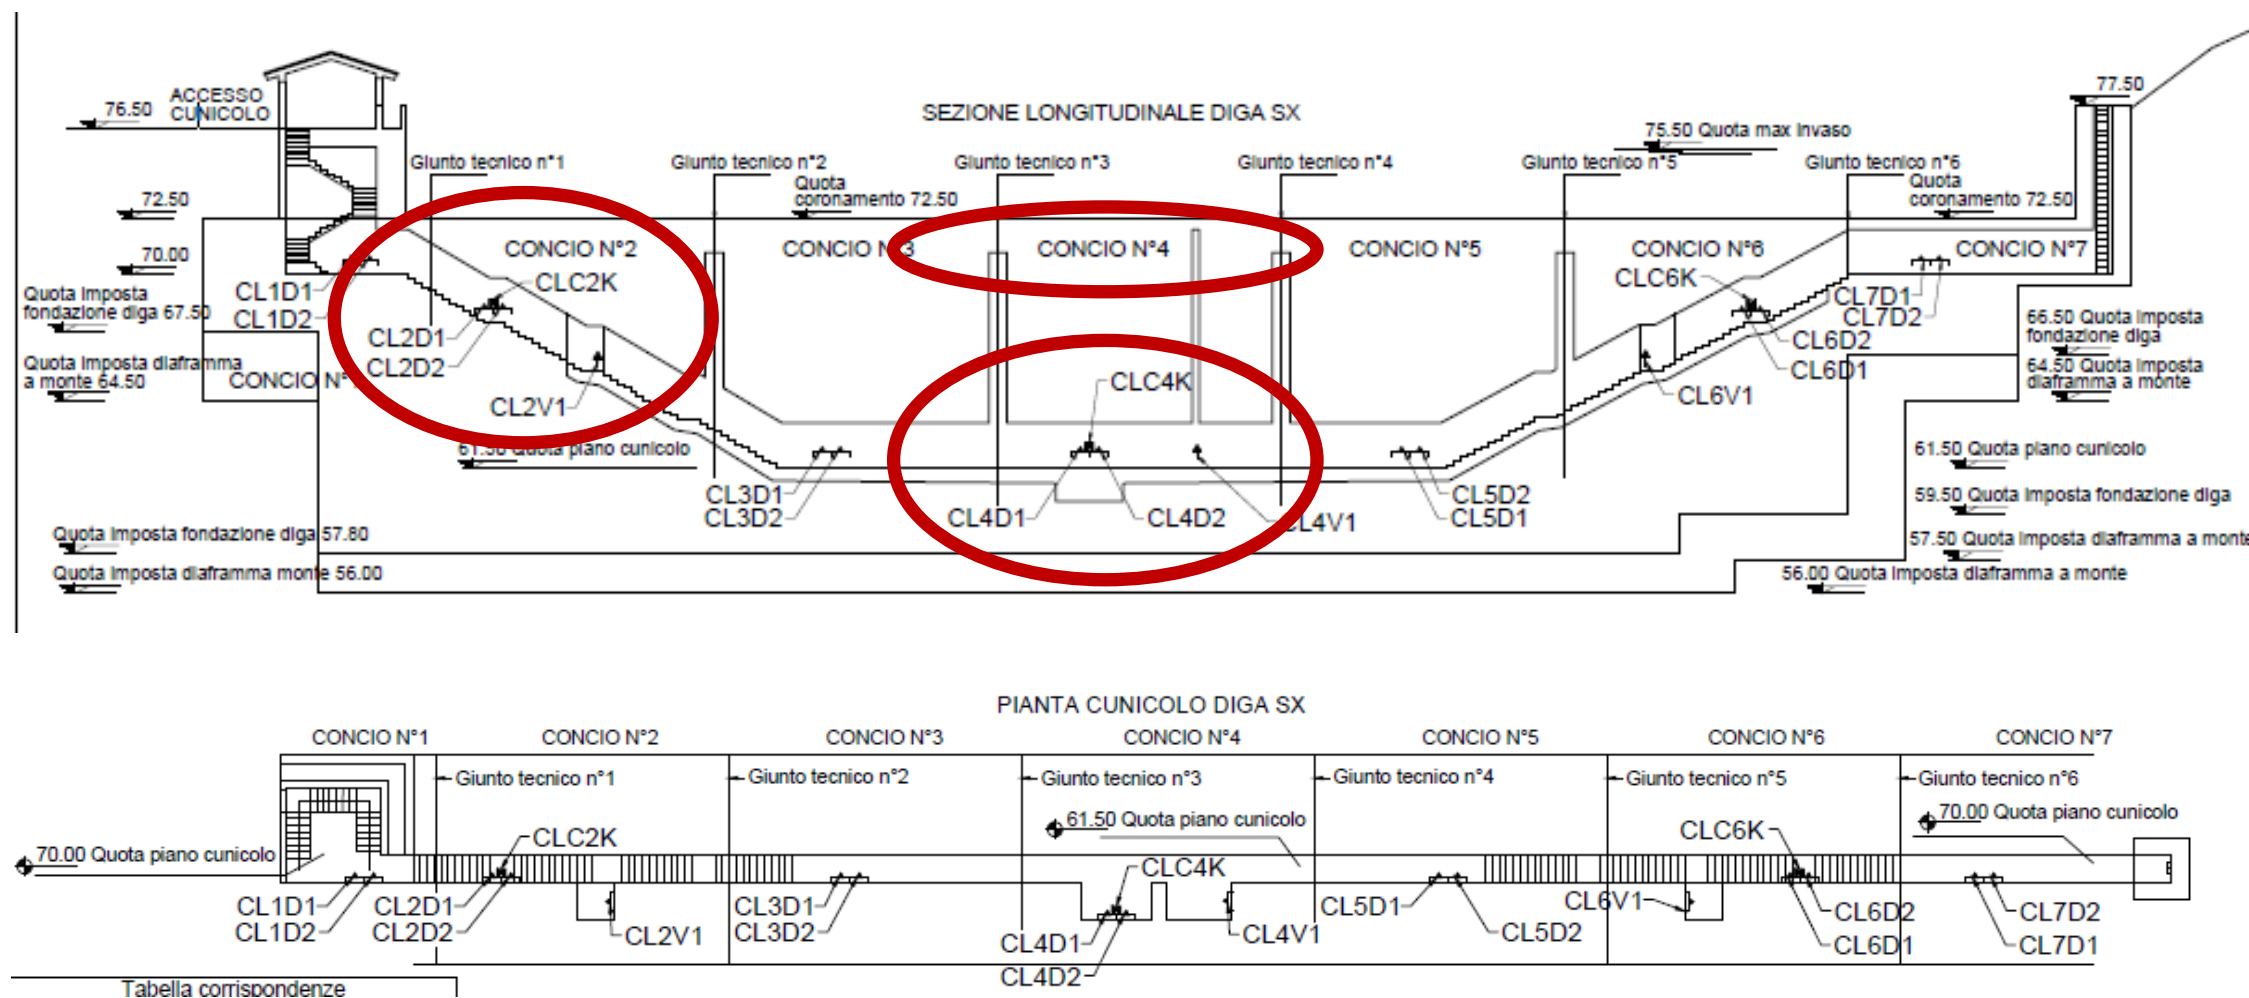 SEZIONE LONGITUDINALE DIGA SX
ACCESSO
CUNICOLO
76.50
77.50
75.50 Quota max Invaso
Giunto tecnico n°1
Giunto tecnico n°2
Giunto tecnico n°3
Giunto tecnico n°4
Giunto tecnico n°5
Giunto tecnico n°6
72.50
Quota
coronamento 72.50
Quota
coronamento 72.50
70.00
CONCIO N°2
CONCIO N°3
CONCIO N°4
CONCIO N°5
CONCIO N°6
CONCIO N°7
CL1D1
CL1D2
CLC2K
CLC6K
CL7D1
CL7D2
Quota Imposta
fondazione diga 67.50
CL2D1
CL2D2
CL6D2
CL6D1
66.50 Quota Imposta
fondazione diga
Quota Imposta diaframma
a monte 64.50
CONCIO N°
CLC4K
64.50 Quota Imposta
diaframma a monte
CL2V1
CL6V1
61.50 Quota piano cunicolo
61.50 Quota piano cunicolo
CL3D1
CL3D2
CL4D1
CL4D2
CL4V1
CL5D2
CL5D1
59.50 Quota Imposta fondazione diga
Quota Imposta fondazione diga 57.80
57.50 Quota Imposta diaframma a monte
Quota Imposta diaframma monte 56.00
56.00 Quota Imposta diaframma a monte
PIANTA CUNICOLO DIGA SX
CONCIO N°1
CONCIO N°2
CONCIO N°3
CONCIO N°4
CONCIO N°5
CONCIO N°6
CONCIO N°7
Giunto tecnico n°1
Giunto tecnico n°2
Giunto tecnico n°3
Giunto tecnico n°4
Giunto tecnico n°5
Giunto tecnico n°6
61.50 Quota piano cunicolo
70.00 Quota piano cunicolo
70.00 Quota piano cunicolo
CLC2K
CLC4K
CLC6K
CL1D1
CL1D2
CL2D1
CL2D2
CL2V1
CL3D1
CL3D2
CL4D1
CL4D2
CL4V1
CL5D1
CL5D2
CL6V1
CL6D2
CL6D1
CL7D2
CL7D1
Tabella corrispondenze